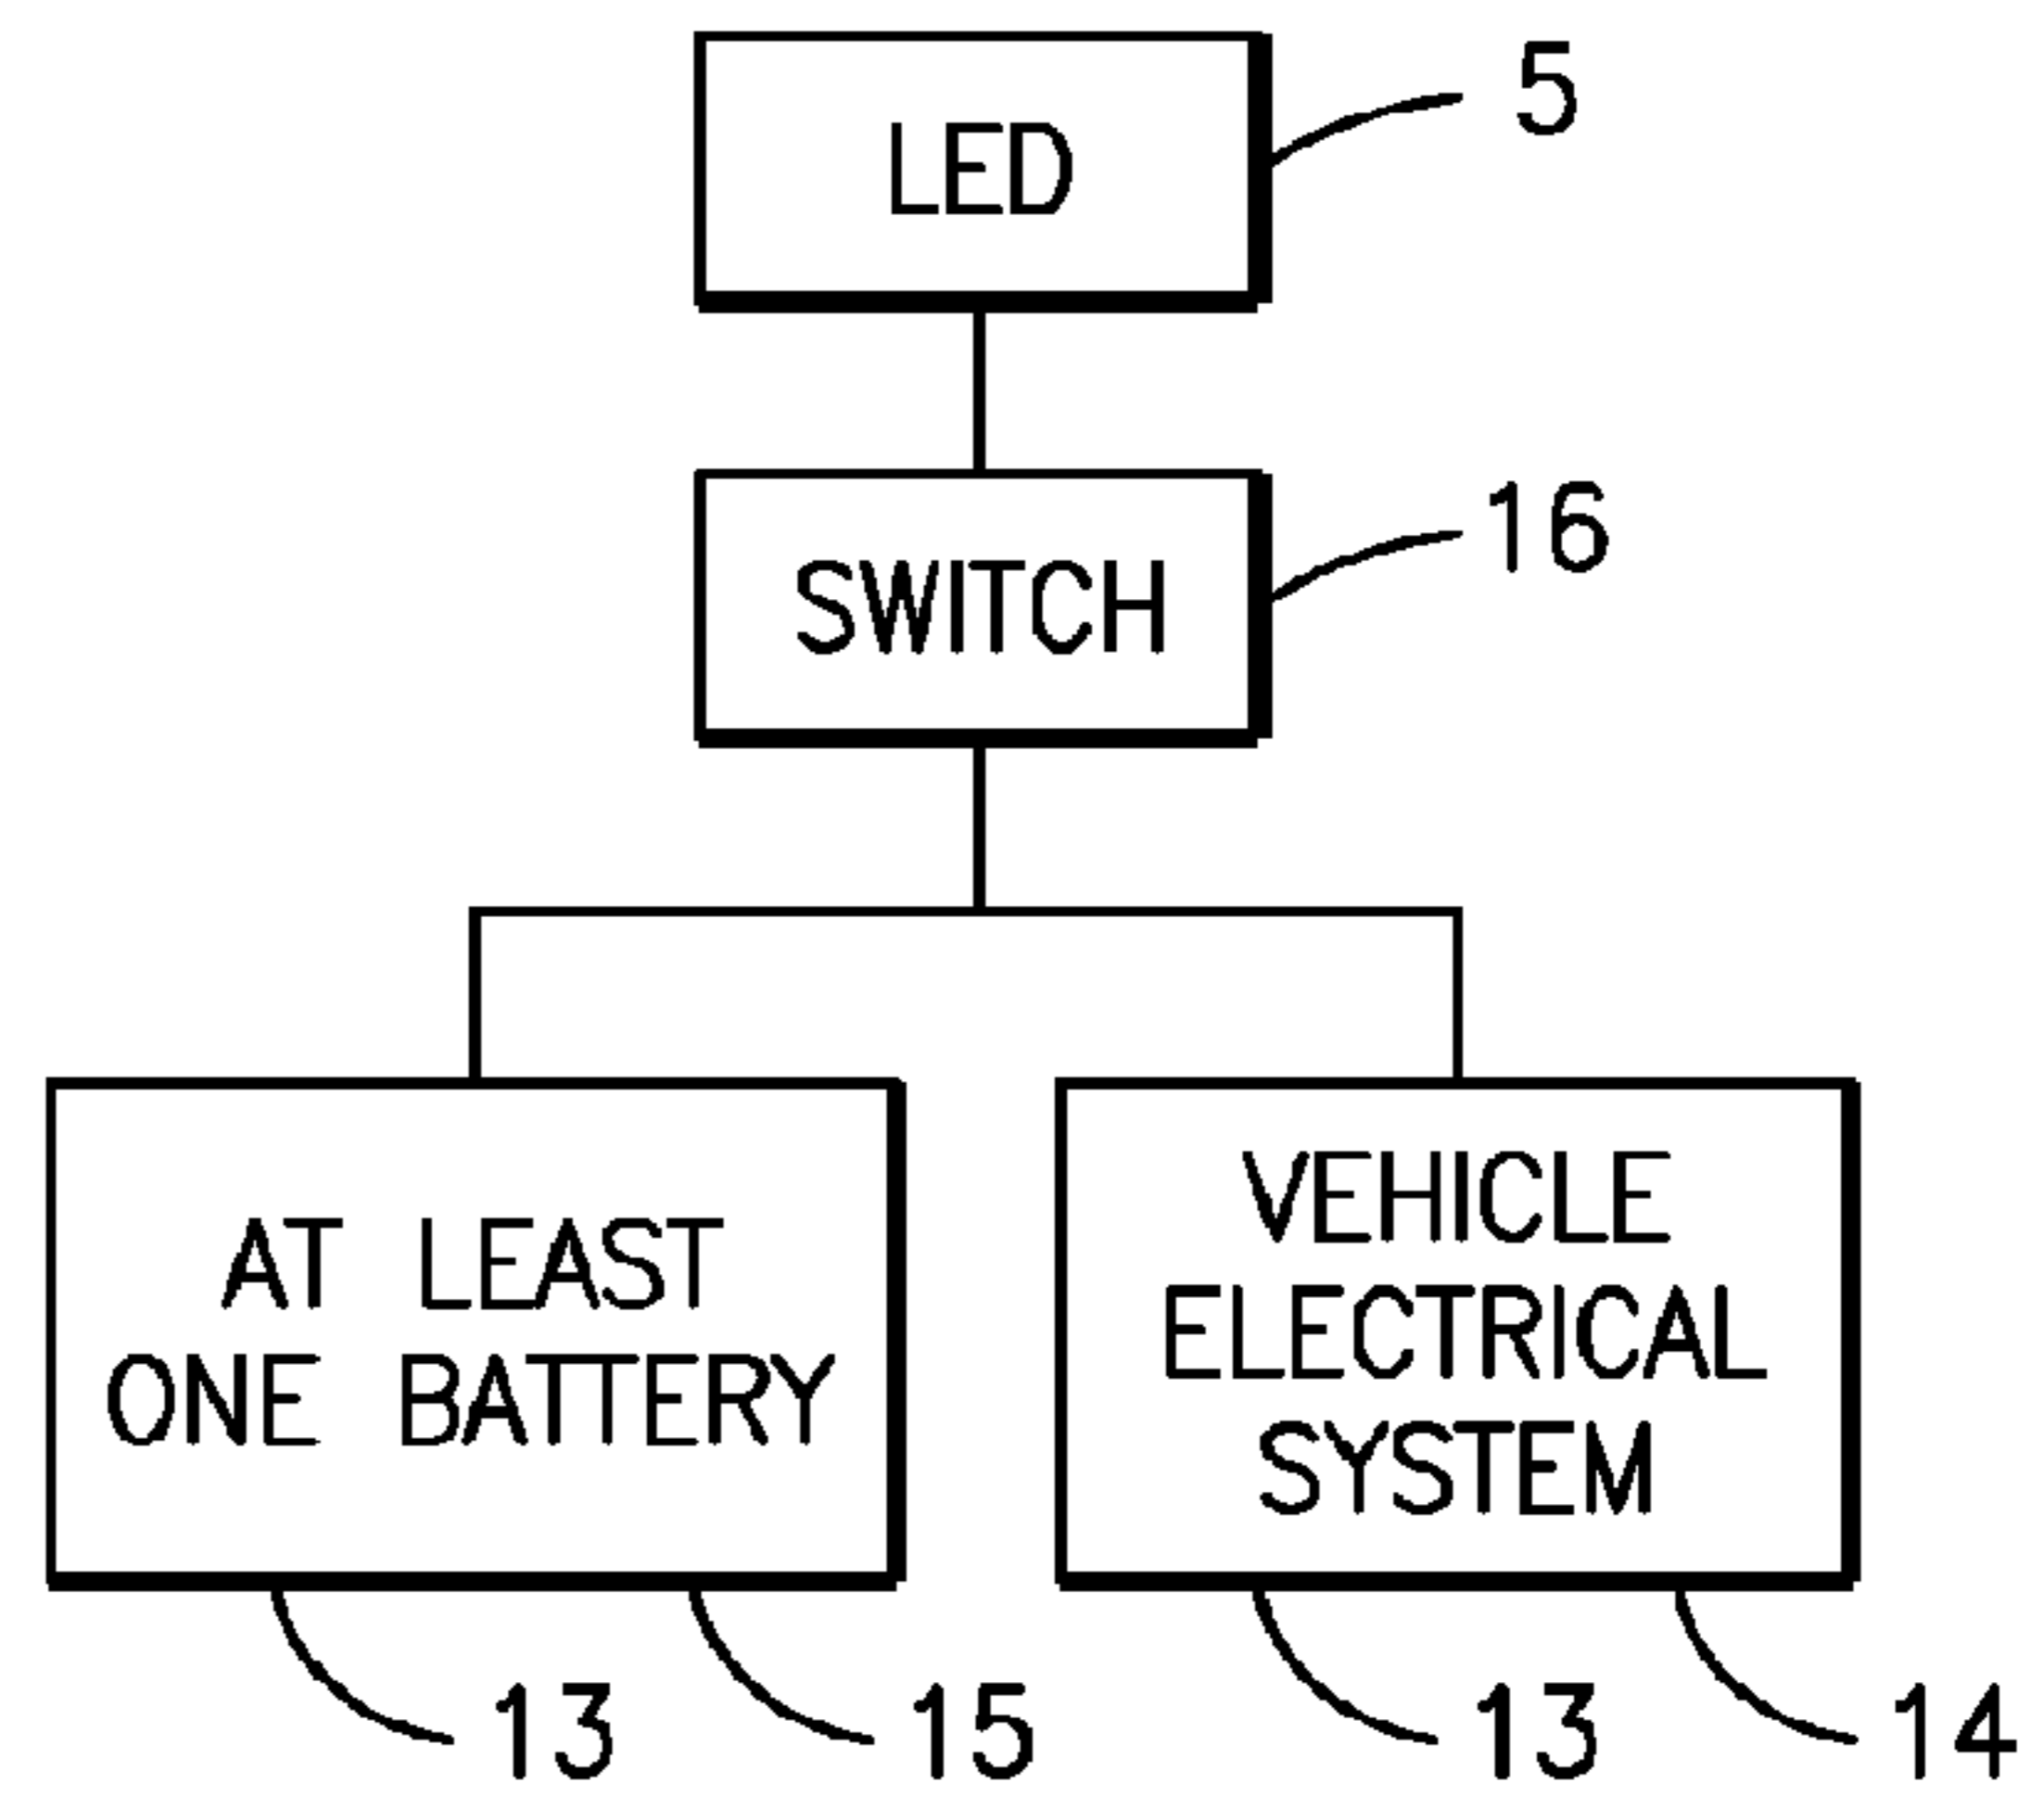 LED
5
SWITCH
16
AT LEAST
ONE BATTERY
VEHICLE
ELECTRICAL
SYSTEM
13
15
13
14